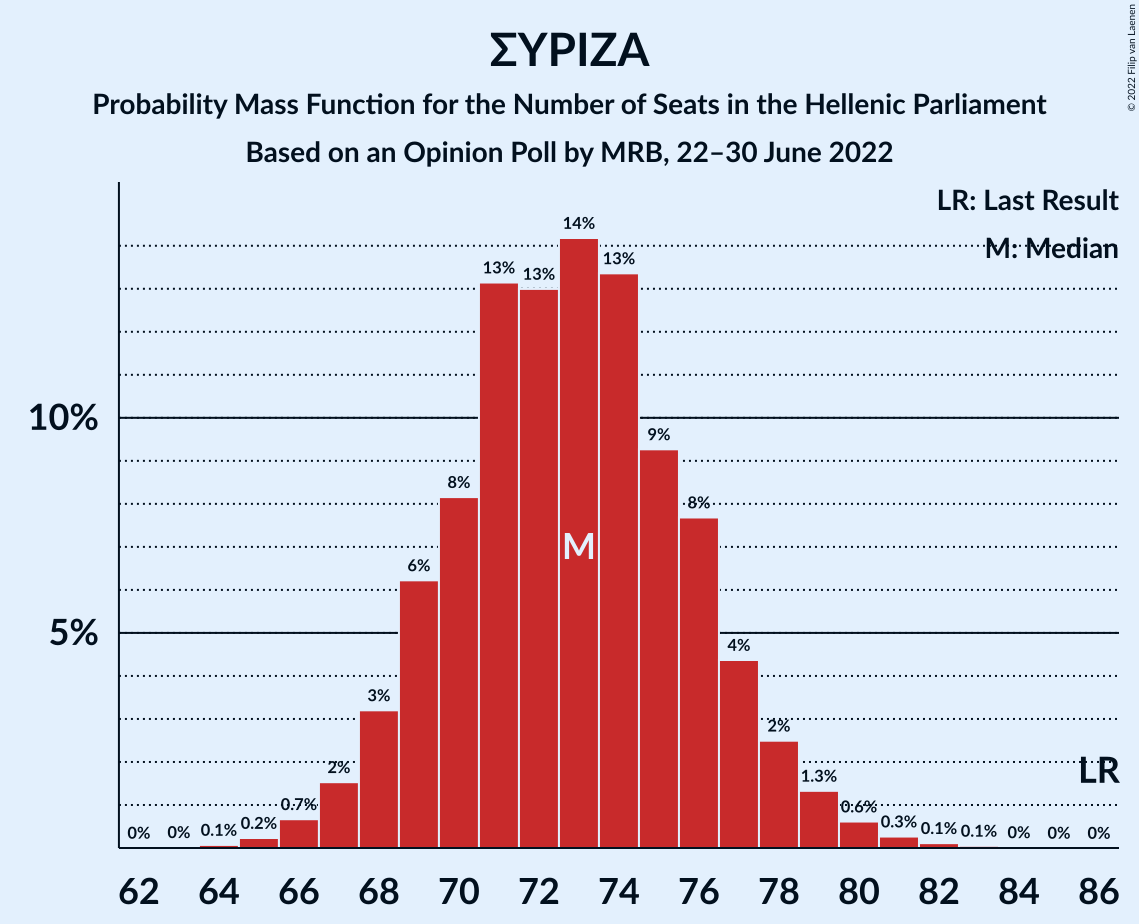 ΣΥΡΙΖΑ
Probability Mass Function for the Number of Seats in the Hellenic Parliament
Based on an Opinion Poll by MRB, 22–30 June 2022
© 2022 Filip van Laenen
LR: Last Result
M: Median
10%
5%
0% 0% 0.1% 0.2% 0.7% 2% 3% 6% 8% 13% 13% 14% 13% 9% 8% 4% 2% 1.3% 0.6% 0.3% 0.1% 0.1% 0% 0% 0%
M
LR
62 64 66 68 70 72 74 76 78 80 82 84 86